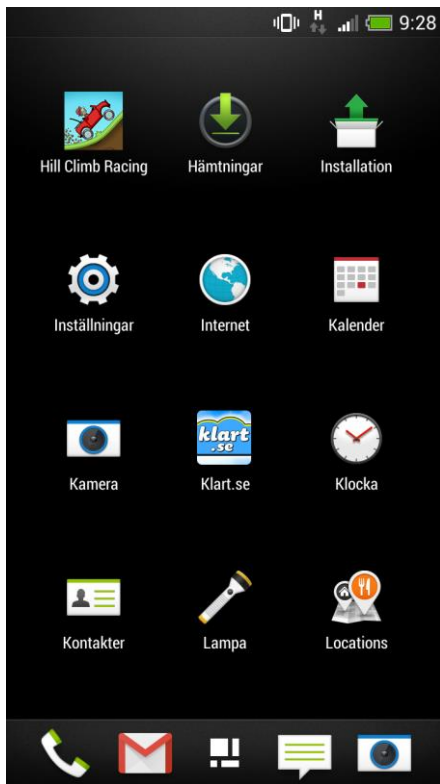 H
9:28
Hill Climb Racing
Hämtningar
Installation
Inställningar
Internet
Kalender
klart
.se
Kamera
Klart.se
Klocka
Kontakter
Lampa
Locations